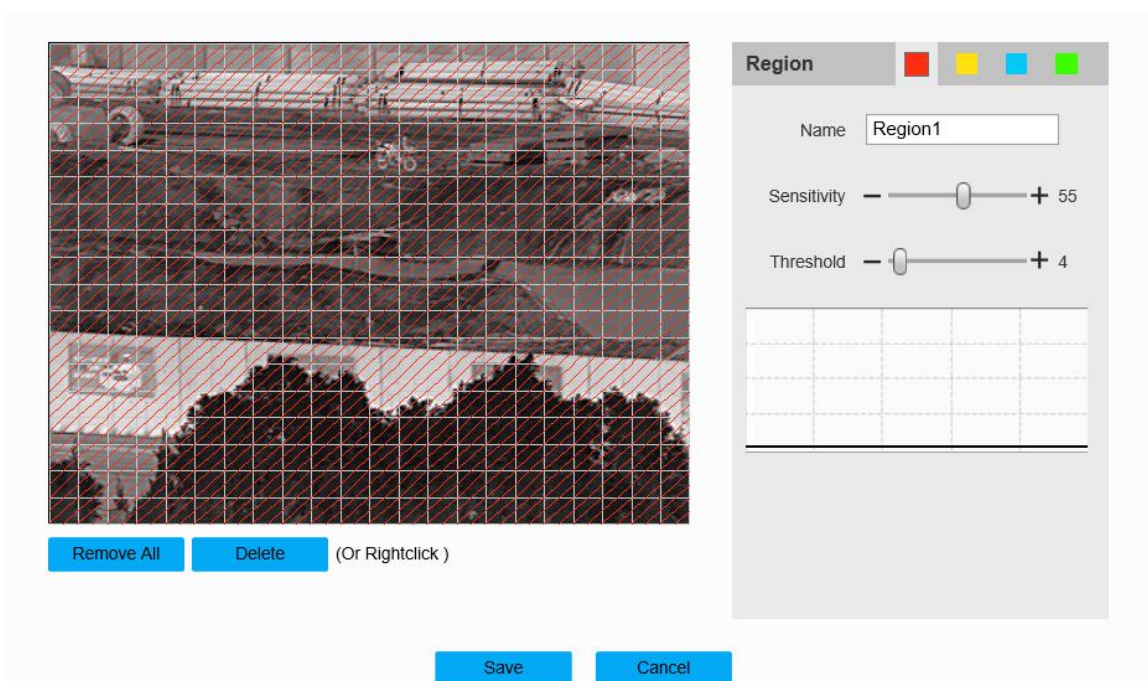 Region
Name Region1
Sensitivity − + 55
Threshold − + 4
Remove All Delete (Or Rightclick )
Save Cancel